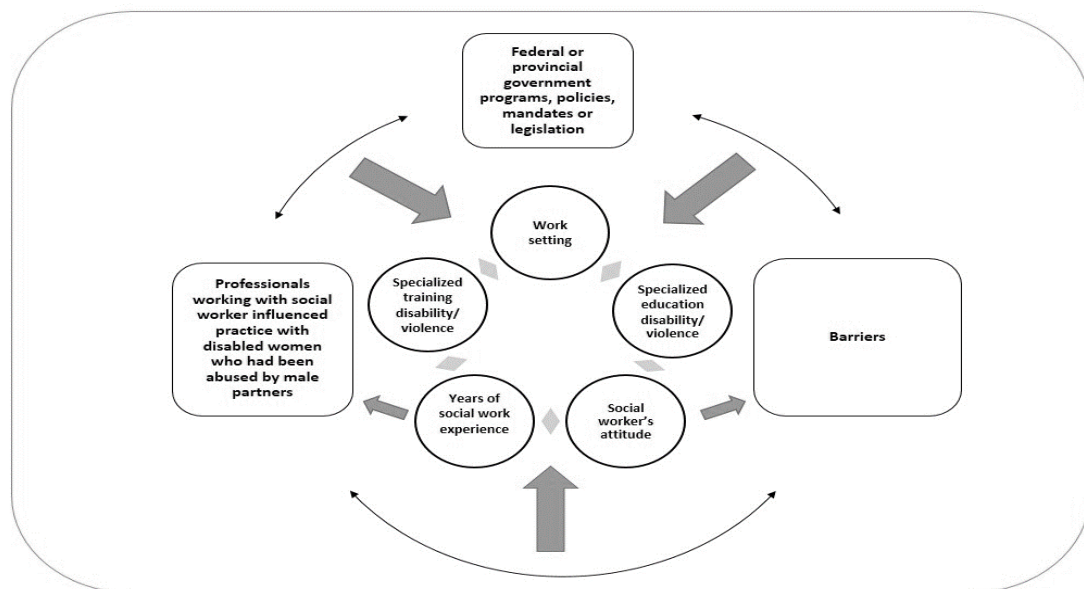 Federal or
provincial
government
programs, policies,
mandates or
legislation
Work
setting
Specialized
training
disability/
violence
Specialized
education
disability/
violence
Professionals
working with social
worker influenced
practice with
disabled women
who had been
abused by male
partners
Barriers
Years of
social work
experience
Social
worker’s
attitude